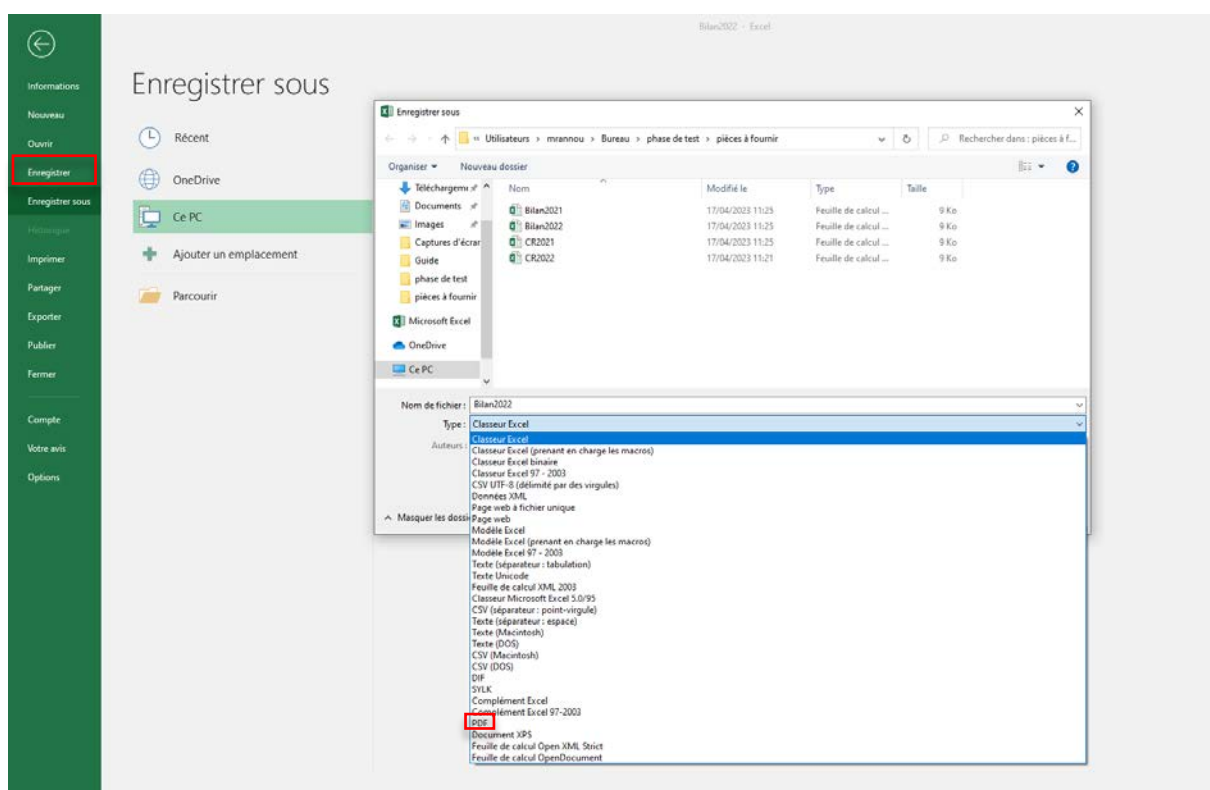 Bilan2022 - Excel
Informations
Nouveau
Ouvrir
Enregistrer
Enregistrer sous
Historique
Imprimer
Partager
Exporter
Publier
Fermer
Compte
Votre avis
Options
Enregistrer sous
Récent
OneDrive
Ce PC
Ajouter un emplacement
Parcourir
Enregistrer sous
« Utilisateurs > mrannou > Bureau > phase de test > pièces à fournir
Rechercher dans : pièces à f...
Organiser
Nouveau dossier
Téléchargeme
Documents
Images
Captures d'écrar
Guide
phase de test
pièces à fournir
Microsoft Excel
OneDrive
Ce PC
Nom Modifié le Type Taille
Bilan2021 17/04/2023 11:25 Feuille de calcul ... 9 Ko
Bilan2022 17/04/2023 11:25 Feuille de calcul ... 9 Ko
CR2021 17/04/2023 11:25 Feuille de calcul ... 9 Ko
CR2022 17/04/2023 11:21 Feuille de calcul ... 9 Ko
Nom de fichier : Bilan2022
Type : Classeur Excel
Auteurs :
Masquer les dossi
Classeur Excel
Classeur Excel (prenant en charge les macros)
Classeur Excel binaire
Classeur Excel 97 - 2003
CSV UTF-8 (délimité par des virgules)
Données XML
Page web à fichier unique
Page web
Modèle Excel
Modèle Excel (prenant en charge les macros)
Modèle Excel 97 - 2003
Texte (séparateur : tabulation)
Texte Unicode
Feuille de calcul XML 2003
Classeur Microsoft Excel 5.0/95
CSV (séparateur : point-virgule)
Texte (séparateur : espace)
Texte (Macintosh)
Texte (DOS)
CSV (Macintosh)
CSV (DOS)
DIF
SYLK
Complément Excel
Complément Excel 97-2003
PDF
Document XPS
Feuille de calcul Open XML Strict
Feuille de calcul OpenDocument